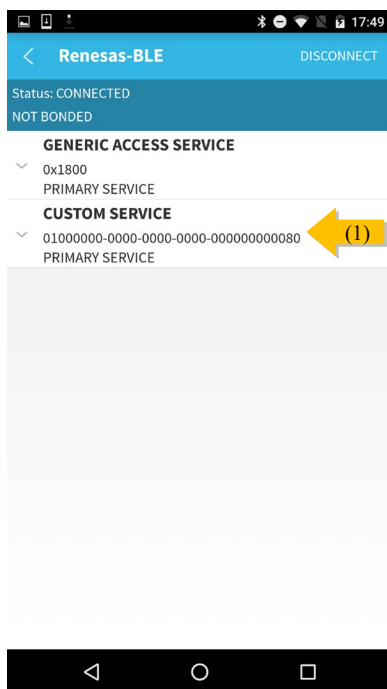 17:49
Renesas-BLE DISCONNECT
Status: CONNECTED
NOT BONDED
GENERIC ACCESS SERVICE
0x1800
PRIMARY SERVICE
CUSTOM SERVICE
01000000-0000-0000-0000-000000000080 (1)
PRIMARY SERVICE